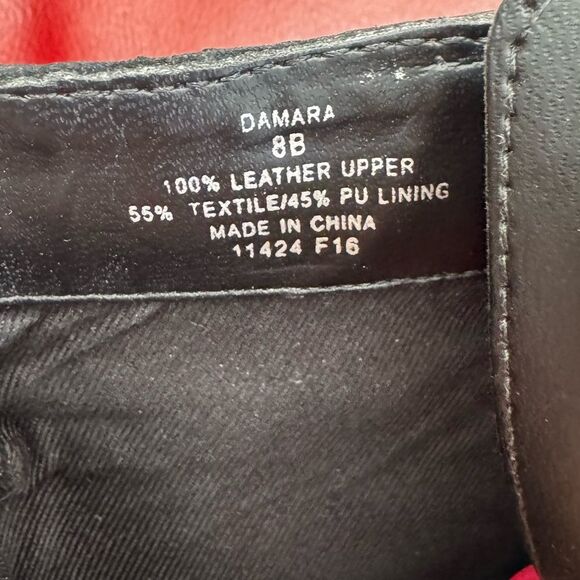 DAMARA
8B
100% LEATHER UPPER
55% TEXTILE/45% PU LINING
MADE IN CHINA
11424 F16